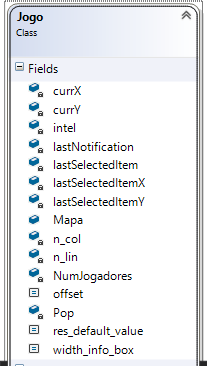 Jogo
Class
Fields
currX
currY
intel
lastNotification
lastSelectedItem
lastSelectedItemX
lastSelectedItemY
Mapa
n_col
n_lin
NumJogadores
offset
Pop
res_default_value
width_info_box